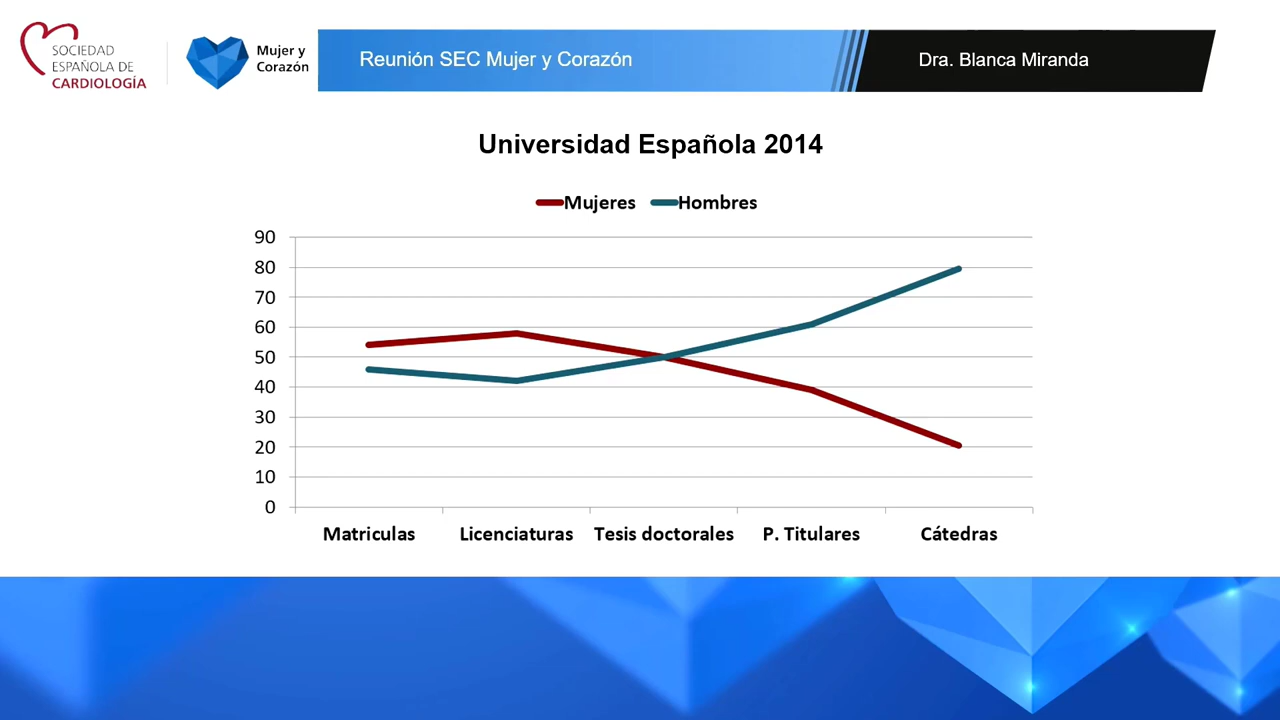 SOCIEDAD
ESPAÑOLA DE
CARDIOLOGÍA
Mujer y
Corazón
Reunión SEC Mujer y Corazón
Dra. Blanca Miranda
Universidad Española 2014
Mujeres
Hombres
90
80
70
60
50
40
30
20
10
0
Matriculas
Licenciaturas
Tesis doctorales
P. Titulares
Cátedras